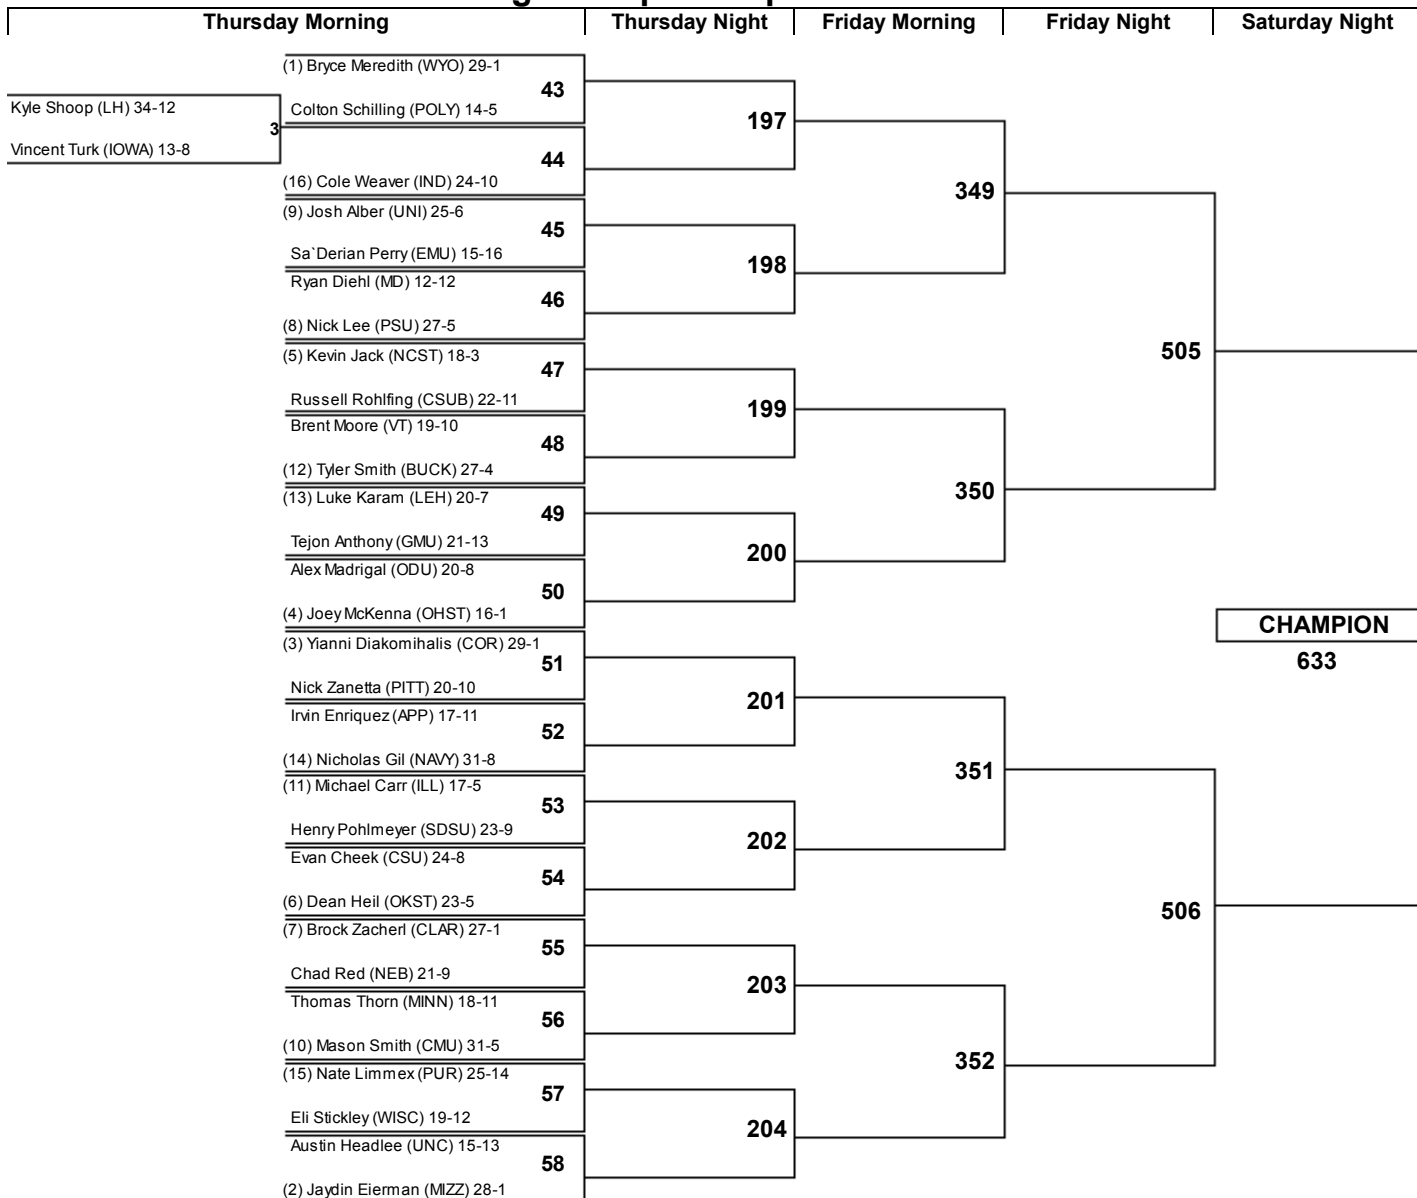 Thursday Morning Thursday Night Friday Morning Friday Night Saturday Night
(1) Bryce Meredith (WYO) 29-1
43
Colton Schilling (POLY) 14-5
Kyle Shoop (LH) 34-12
3
Vincent Turk (IOWA) 13-8
44
(16) Cole Weaver (IND) 24-10
197
(9) Josh Alber (UNI) 25-6
45
Sa`Derian Perry (EMU) 15-16
Ryan Diehl (MD) 12-12
46
(8) Nick Lee (PSU) 27-5
198
349
(5) Kevin Jack (NCST) 18-3
47
Russell Rohlfing (CSUB) 22-11
Brent Moore (VT) 19-10
48
(12) Tyler Smith (BUCK) 27-4
199
(13) Luke Karam (LEH) 20-7
49
Tejon Anthony (GMU) 21-13
Alex Madrigal (ODU) 20-8
50
(4) Joey McKenna (OHST) 16-1
200
350
505
(3) Yianni Diakomihalis (COR) 29-1
51
Nick Zanetta (PITT) 20-10
Irvin Enriquez (APP) 17-11
52
(14) Nicholas Gil (NAVY) 31-8
201
(11) Michael Carr (ILL) 17-5
53
Henry Pohlmeyer (SDSU) 23-9
Evan Cheek (CSU) 24-8
54
(6) Dean Heil (OKST) 23-5
202
351
(7) Brock Zacherl (CLAR) 27-1
55
Chad Red (NEB) 21-9
Thomas Thorn (MINN) 18-11
56
(10) Mason Smith (CMU) 31-5
203
(15) Nate Limmex (PUR) 25-14
57
Eli Stickley (WISC) 19-12
Austin Headlee (UNC) 15-13
58
(2) Jaydin Eierman (MIZZ) 28-1
204
352
506
CHAMPION
633